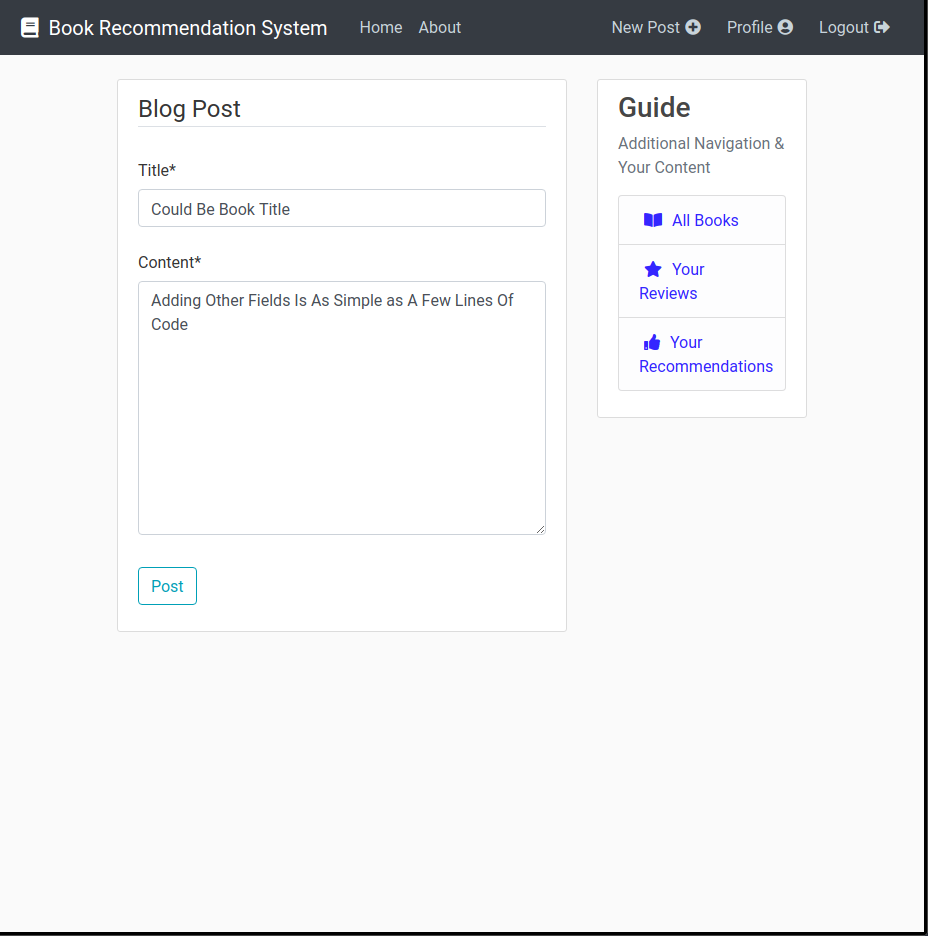 Book Recommendation System Home About New Post Profile Logout
Blog Post
Title*
Could Be Book Title
Content*
Adding Other Fields Is As Simple as A Few Lines Of
Code
Post
Guide
Additional Navigation &
Your Content
All Books
Your
Reviews
Your
Recommendations